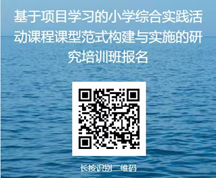 基于项目学习的小学综合实践活
动课程课型范式构建与实施的研
究培训班报名
长按识别二维码